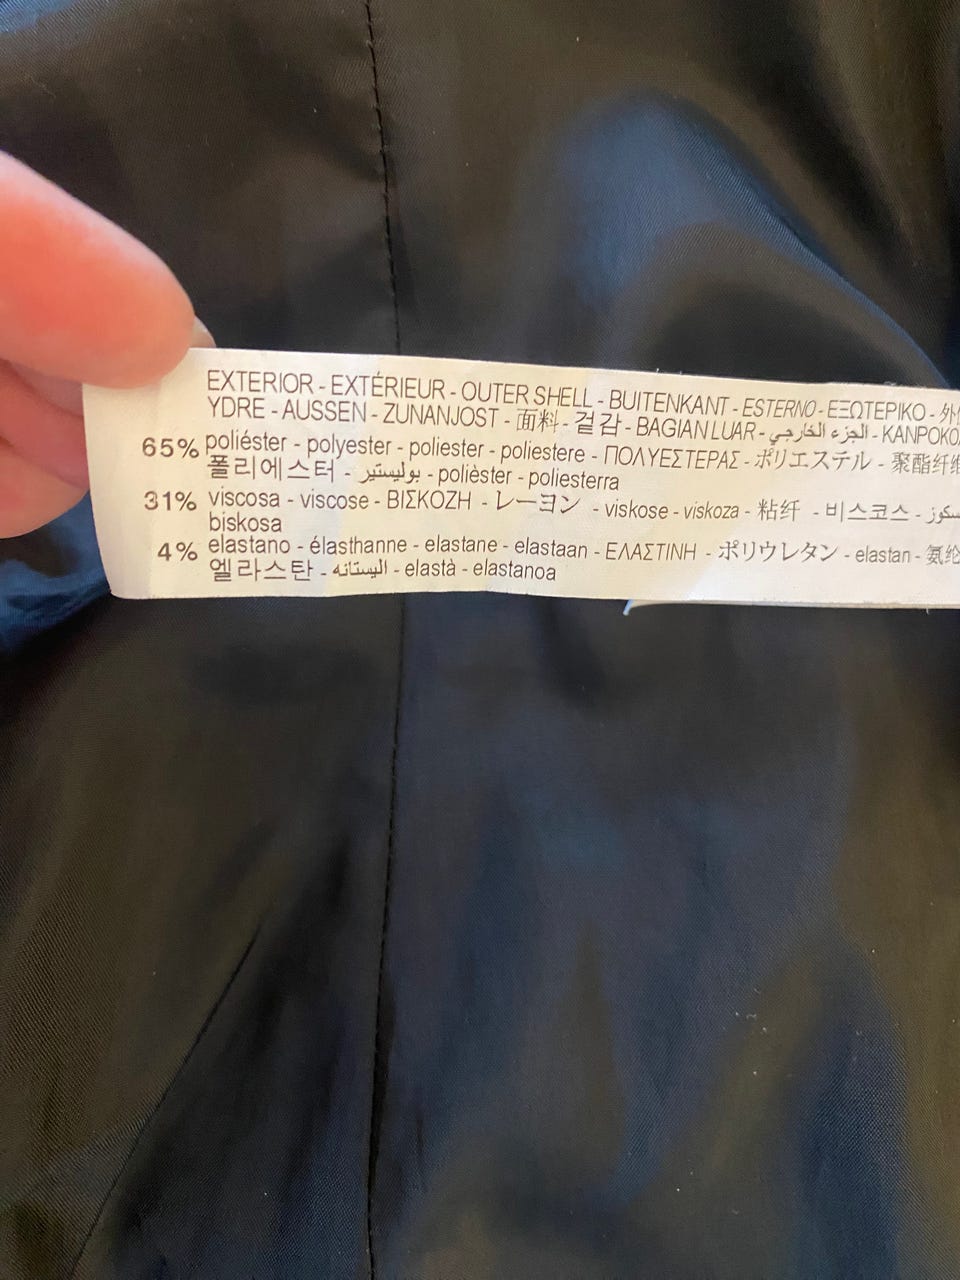 EXTERIOR - EXTÉRIEUR - OUTER SHELL - BUITENKANT - ESTERNO - ΕΞΩΤΕΡΙΚΟ - 外
YDRE - AUSSEN - ZUNANJOST - 面料 - 겉감 - BAGIAN LUAR - الجزء الخارجي - KANPOKO
65% poliéster - polyester - poliester - poliestere - ΠΟΛΥΕΣΤΕΡΑΣ - ポリエステル - 聚酯纤维
폴리에스터 - بوليستير - polièster - poliesterra
31% viscosa - viscose - ΒΙΣΚΟΖΗ - レーヨン - viskose - viskoza - 粘纤 - 비스코스 -
biskosa
4% elastano - élasthanne - elastane - elastaan - ΕΛΑΣΤΙΝΗ - ポリウレタン - elastan - 氨纶
엘라스탄 - اليستانه - elastà - elastanoa